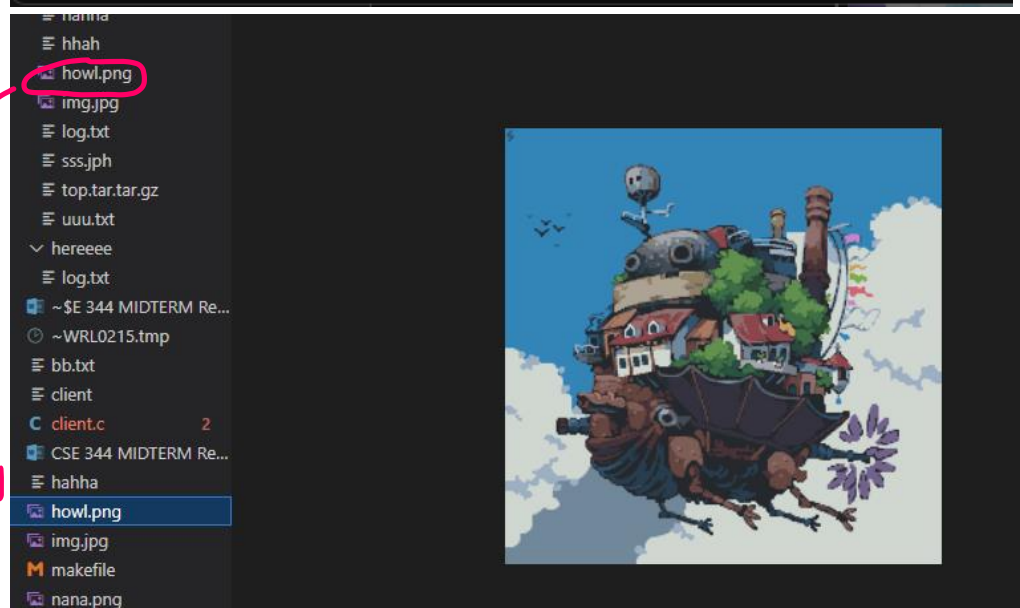 hanna
hhah
howl.png
img.jpg
log.txt
sss.jph
top.tar.tar.gz
uuu.txt
hereeee
log.txt
~$E 344 MIDTERM Re...
~WRL0215.tmp
bb.txt
client
C client.c 2
CSE 344 MIDTERM Re...
hahha
howl.png
img.jpg
M makefile
nana.png